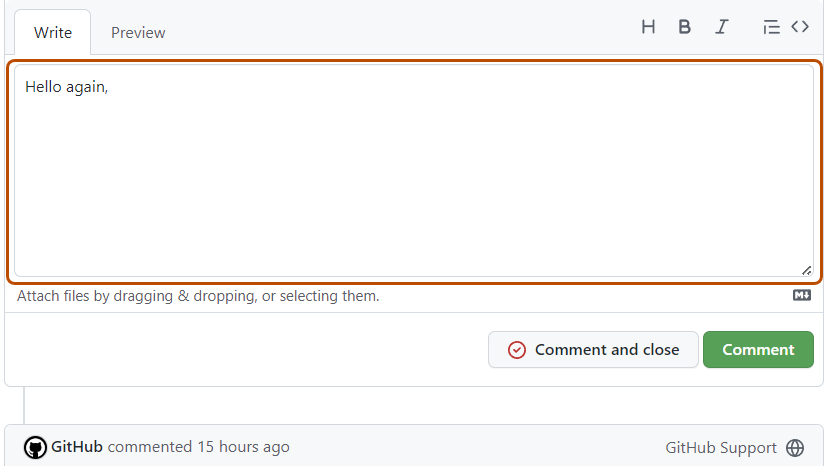 Write Preview H B I
Hello again,
Attach files by dragging & dropping, or selecting them.
Comment and close Comment
GitHub commented 15 hours ago GitHub Support